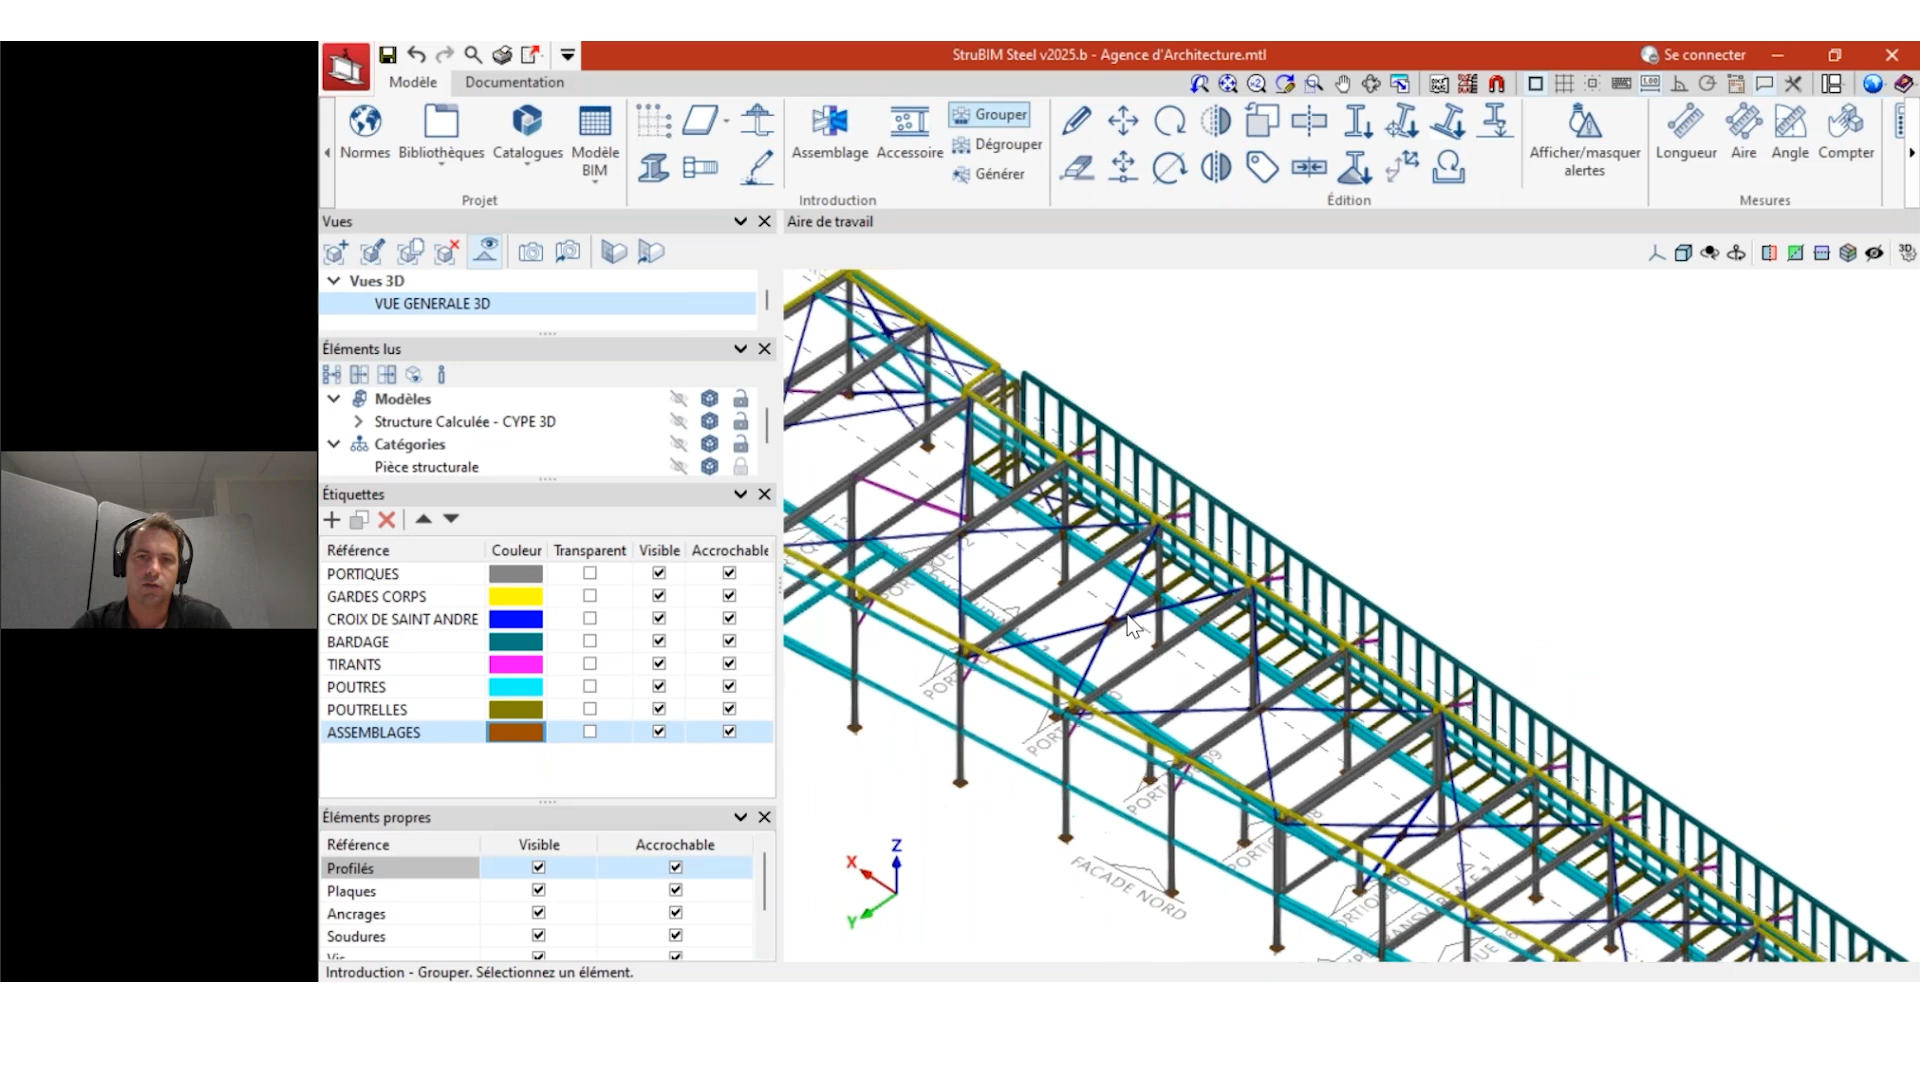 StruBIM Steel v2025.b - Agence d'Architecture.mtl
Se connecter
Modèle
Documentation
Normes
Bibliothèques
Catalogues
Modèle
BIM
Projet
Assemblage
Accessoire
Grouper
Dégrouper
Générer
Introduction
Édition
Afficher/masquer
alertes
Longueur
Aire
Angle
Compter
Mesures
Vues
Aire de travail
Vues 3D
VUE GENERALE 3D
Éléments lus
Modèles
Structure Calculée - CYPE 3D
Catégories
Pièce structurale
Étiquettes
Référence Couleur Transparent Visible Accrochable
PORTIQUES
GARDES CORPS
CROIX DE SAINT ANDRE
BARDAGE
TIRANTS
POUTRES
POUTRELLES
ASSEMBLAGES
Éléments propres
Référence Visible Accrochable
Profilés
Plaques
Ancrages
Soudures
Vis
Introduction - Grouper. Sélectionnez un élément.
FACADE NORD
X
Y
Z